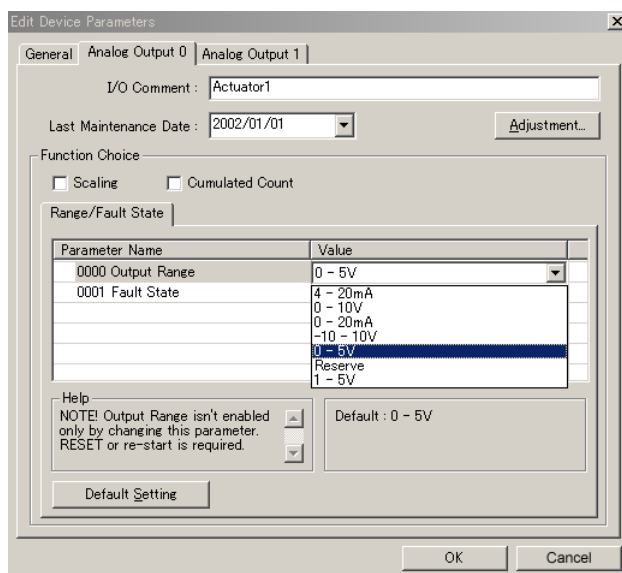 Edit Device Parameters
General Analog Output 0 Analog Output 1
I/O Comment : Actuator1
Last Maintenance Date : 2002/01/01 Adjustment...
Function Choice
Scaling Cumulated Count
Range/Fault State
Parameter Name Value
0000 Output Range 0 - 5V
0001 Fault State
4 - 20mA
0 - 10V
0 - 20mA
-10 - 10V
0 - 5V
Reserve
1 - 5V
Help
NOTE! Output Range isn't enabled
only by changing this parameter.
RESET or re-start is required.
Default : 0 - 5V
Default Setting
OK Cancel